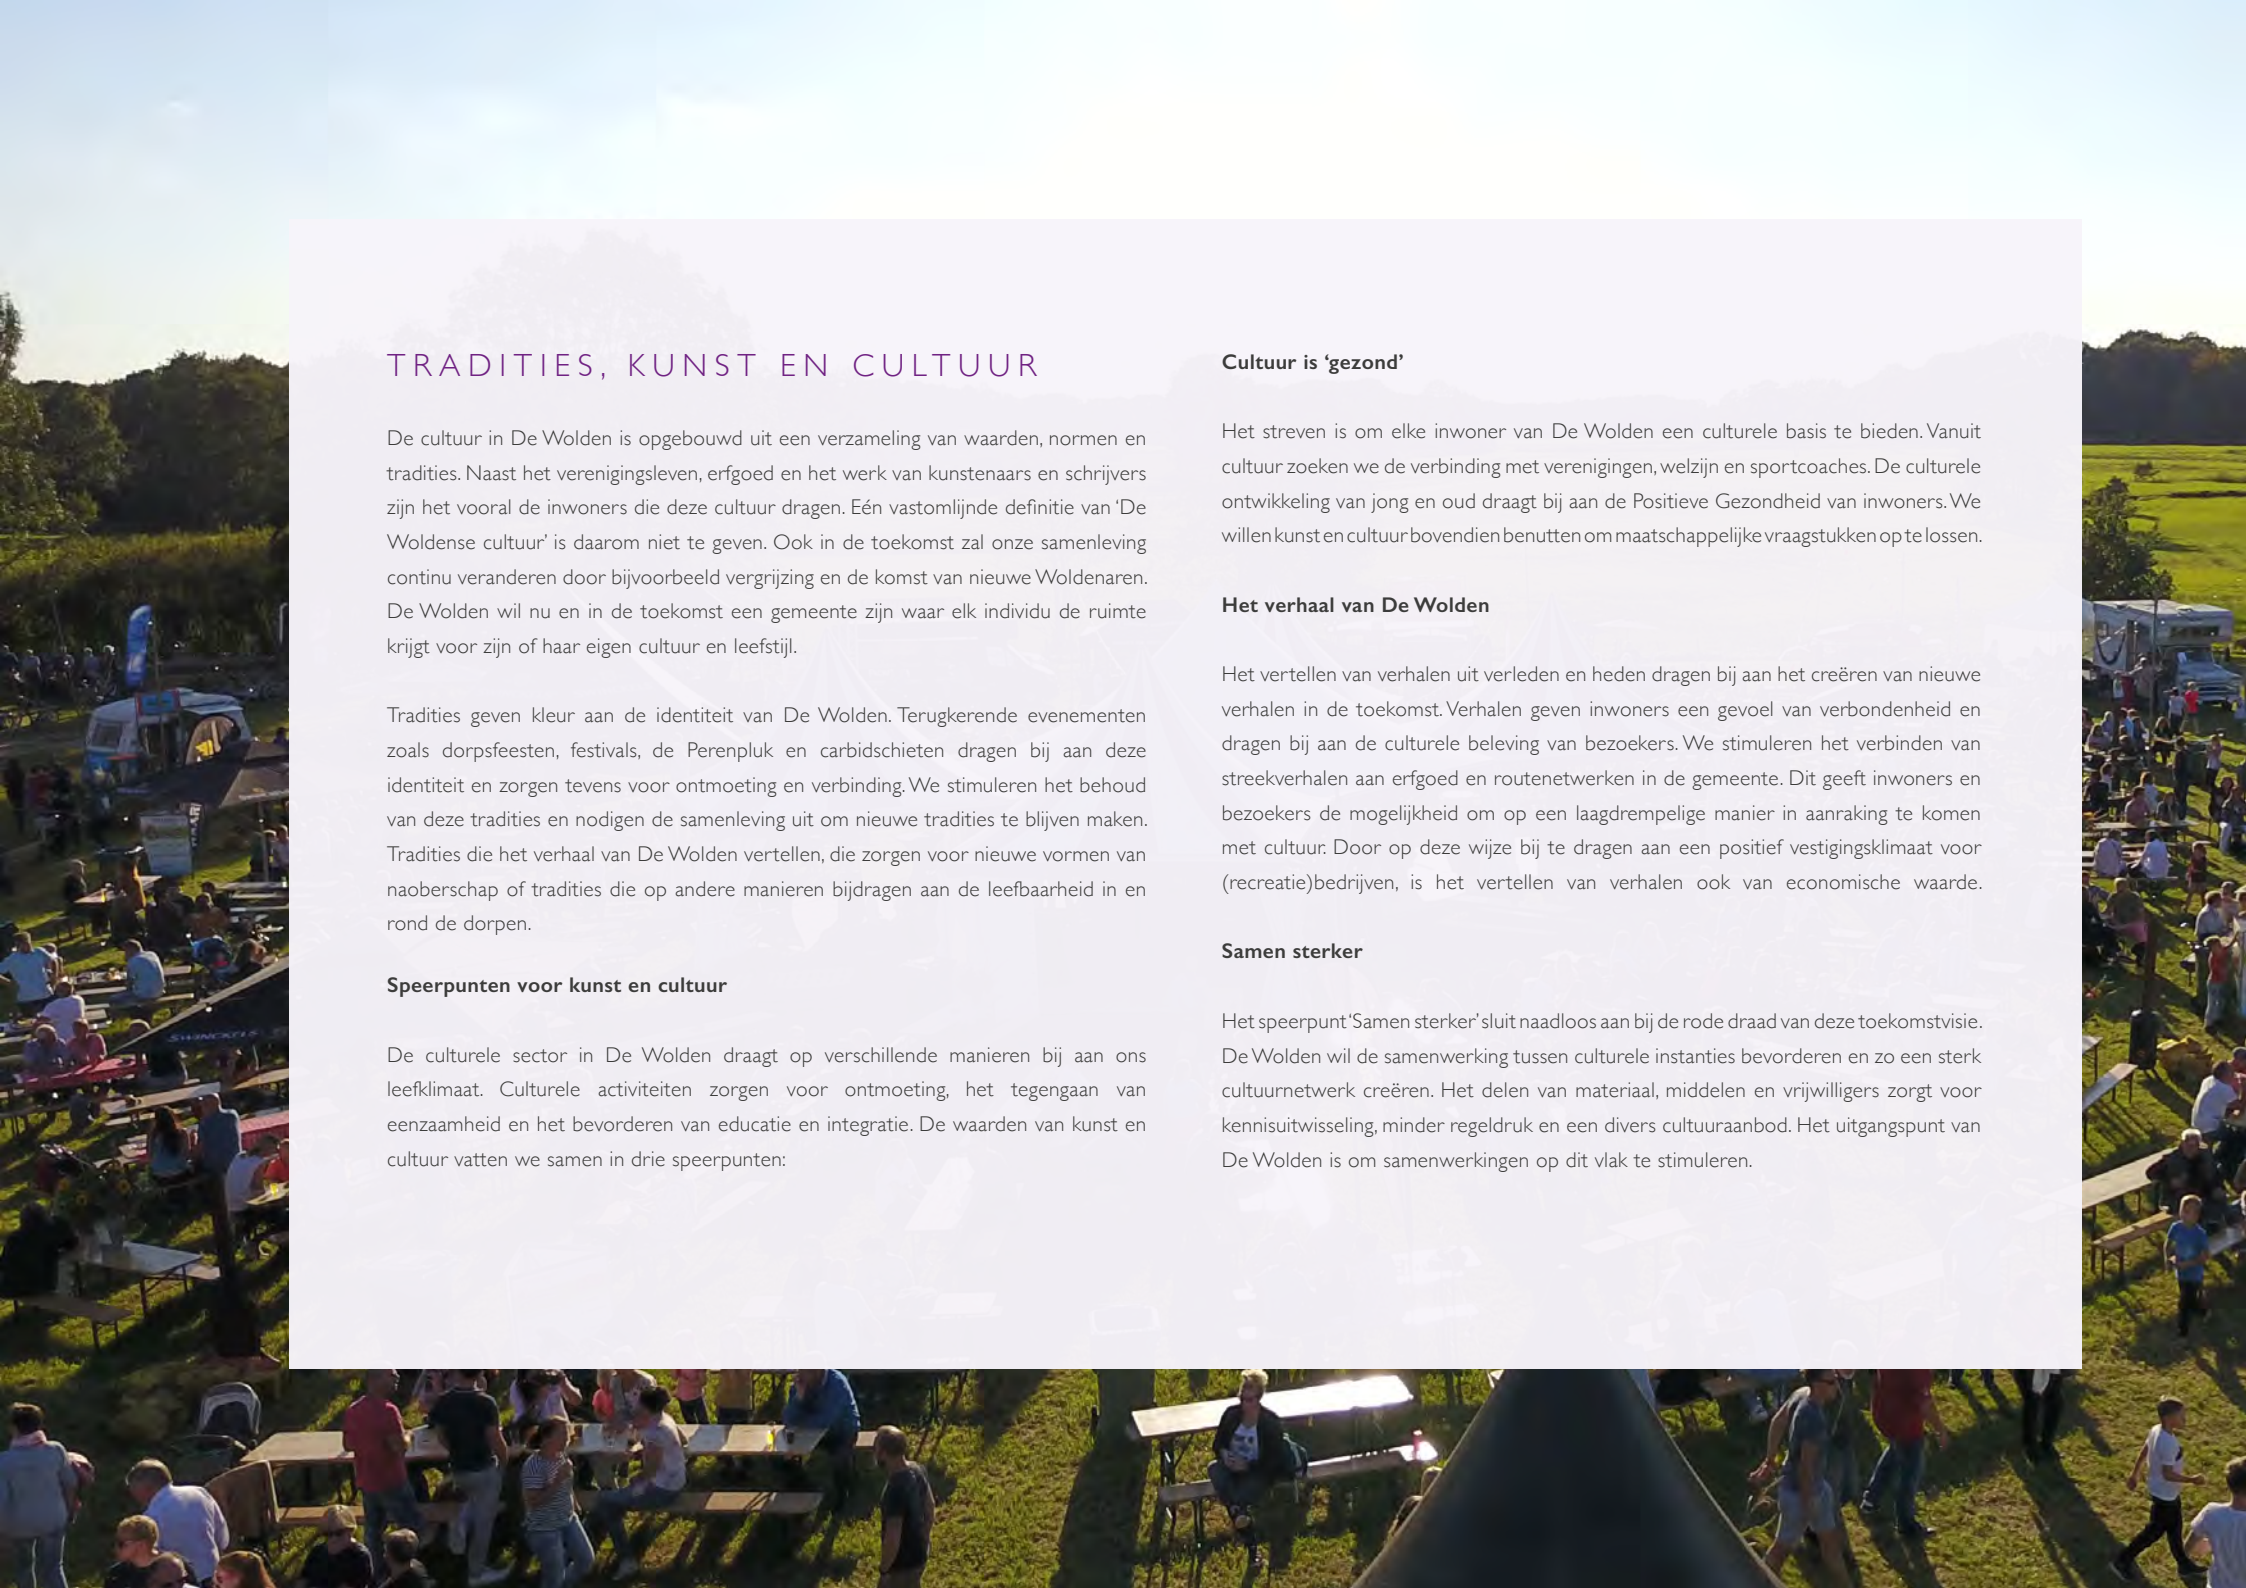 TRADITIES, KUNST EN CULTUUR
De cultuur in De Wolden is opgebouwd uit een verzameling van waarden, normen en
tradities. Naast het verenigingsleven, erfgoed en het werk van kunstenaars en schrijvers
zijn het vooral de inwoners die deze cultuur dragen. Eén vastomlijnde definitie van ‘De
Woldense cultuur’ is daarom niet te geven. Ook in de toekomst zal onze samenleving
continu veranderen door bijvoorbeeld vergrijzing en de komst van nieuwe Woldenaren.
De Wolden wil nu en in de toekomst een gemeente zijn waar elk individu de ruimte
krijgt voor zijn of haar eigen cultuur en leefstijl.
Tradities geven kleur aan de identiteit van De Wolden. Terugkerende evenementen
zoals dorpsfeesten, festivals, de Perenpluk en carbidschieten dragen bij aan deze
identiteit en zorgen tevens voor ontmoeting en verbinding. We stimuleren het behoud
van deze tradities en nodigen de samenleving uit om nieuwe tradities te blijven maken.
Tradities die het verhaal van De Wolden vertellen, die zorgen voor nieuwe vormen van
naoberschap of tradities die op andere manieren bijdragen aan de leefbaarheid in en
rond de dorpen.
Speerpunten voor kunst en cultuur
De culturele sector in De Wolden draagt op verschillende manieren bij aan ons
leefklimaat. Culturele activiteiten zorgen voor ontmoeting, het tegengaan van
eenzaamheid en het bevorderen van educatie en integratie. De waarden van kunst en
cultuur vatten we samen in drie speerpunten:
Cultuur is ‘gezond’
Het streven is om elke inwoner van De Wolden een culturele basis te bieden. Vanuit
cultuur zoeken we de verbinding met verenigingen, welzijn en sportcoaches. De culturele
ontwikkeling van jong en oud draagt bij aan de Positieve Gezondheid van inwoners. We
willen kunst en cultuur bovendien benutten om maatschappelijke vraagstukken op te lossen.
Het verhaal van De Wolden
Het vertellen van verhalen uit verleden en heden dragen bij aan het creëren van nieuwe
verhalen in de toekomst. Verhalen geven inwoners een gevoel van verbondenheid en
dragen bij aan de culturele beleving van bezoekers. We stimuleren het verbinden van
streekverhalen aan erfgoed en routenetwerken in de gemeente. Dit geeft inwoners en
bezoekers de mogelijkheid om op een laagdrempelige manier in aanraking te komen
met cultuur. Door op deze wijze bij te dragen aan een positief vestigingsklimaat voor
(recreatie)bedrijven, is het vertellen van verhalen ook van economische waarde.
Samen sterker
Het speerpunt ‘Samen sterker’ sluit naadloos aan bij de rode draad van deze toekomstvisie.
De Wolden wil de samenwerking tussen culturele instanties bevorderen en zo een sterk
cultuurnetwerk creëren. Het delen van materiaal, middelen en vrijwilligers zorgt voor
kennisuitwisseling, minder regeldruk en een divers cultuuraanbod. Het uitgangspunt van
De Wolden is om samenwerkingen op dit vlak te stimuleren.